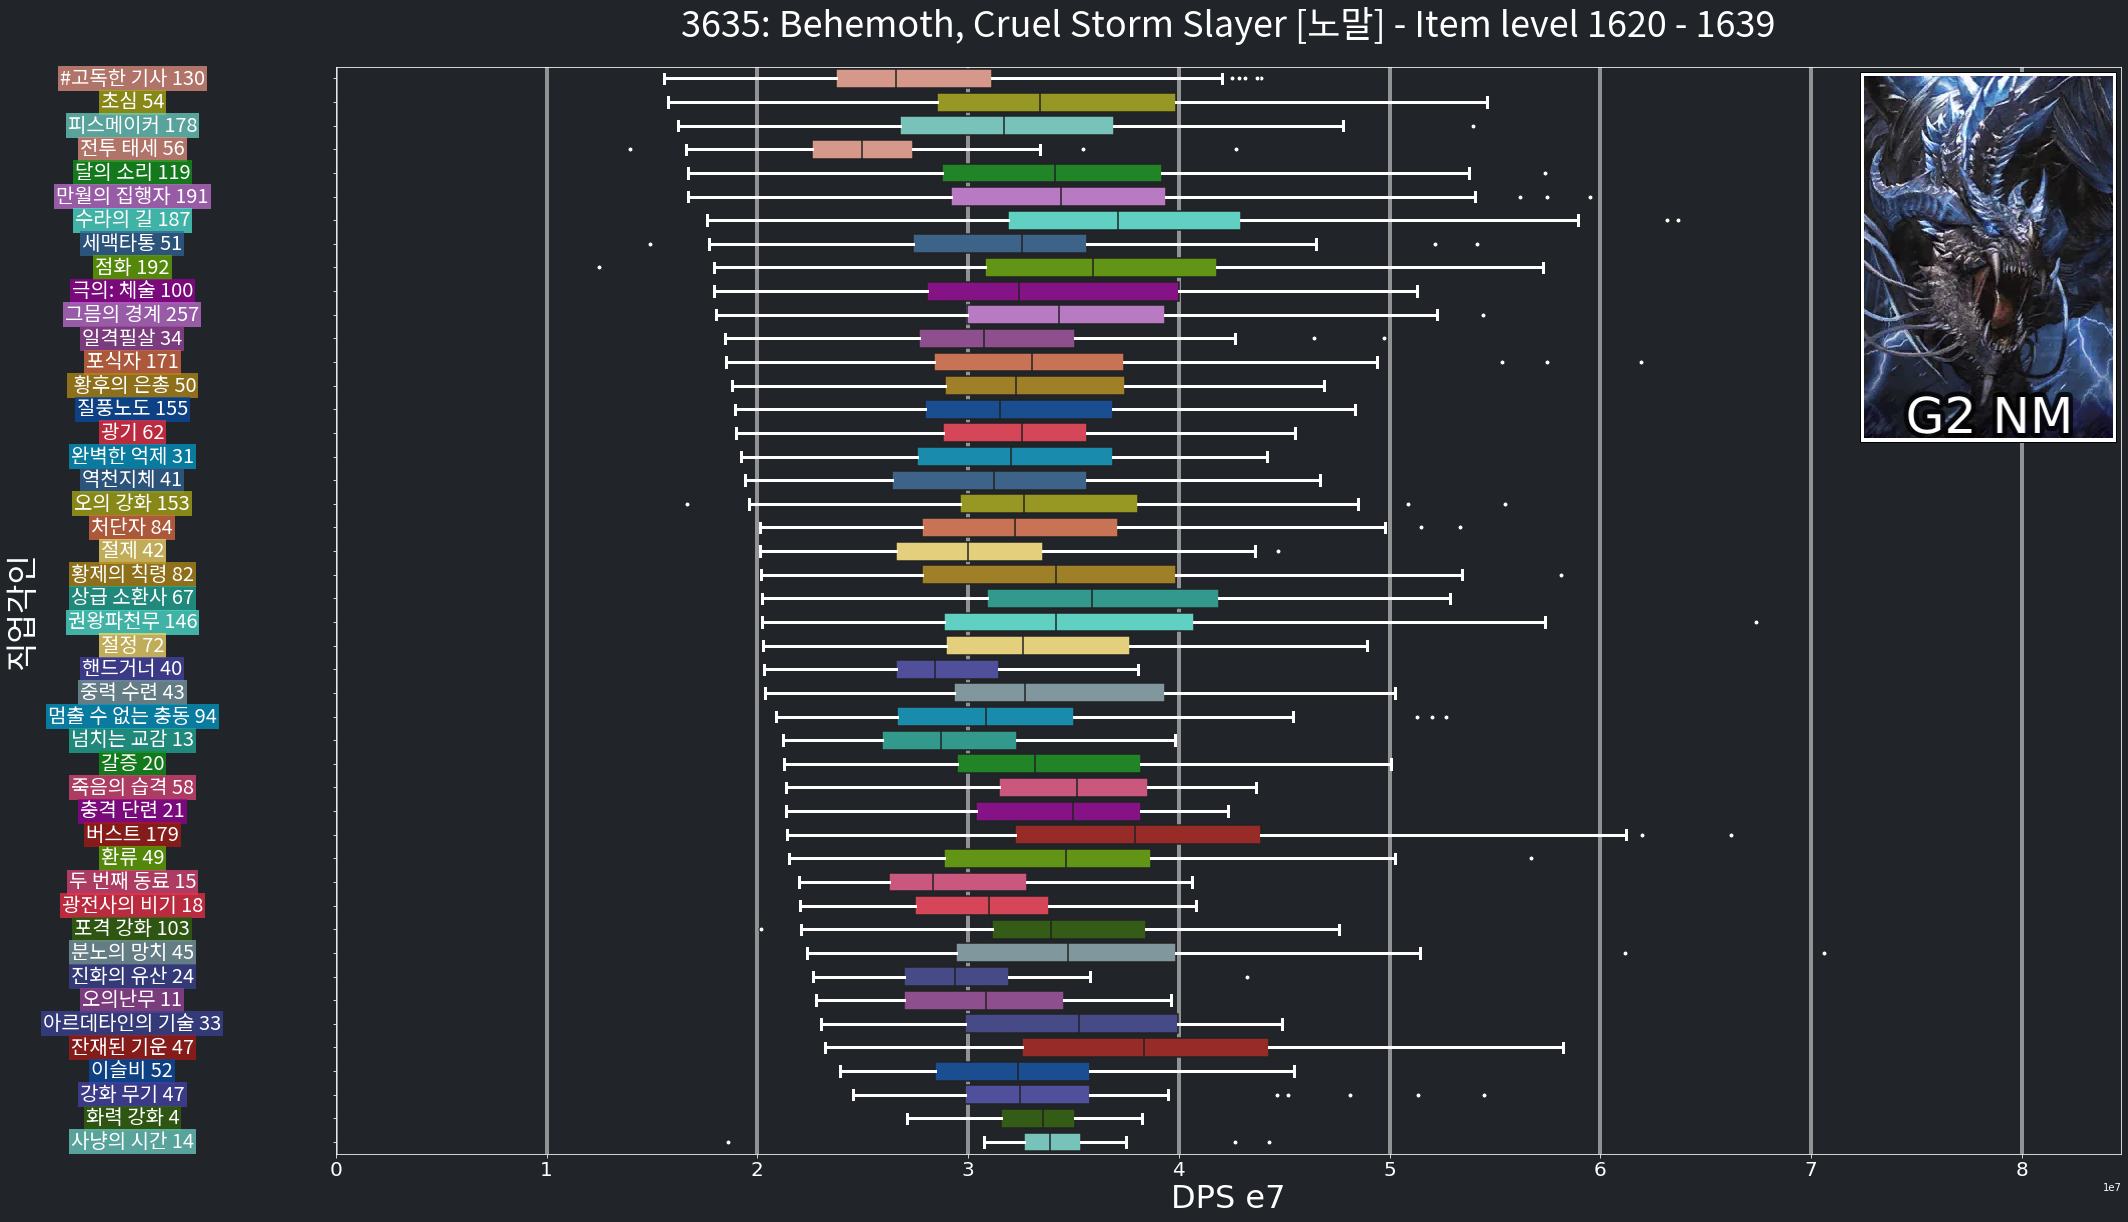 3635: Behemoth, Cruel Storm Slayer [노말] - Item level 1620 - 1639
#고독한 기사 130
초심 54
피스메이커 178
전투 태세 56
달의 소리 119
만월의 집행자 191
수라의 길 187
세맥타통 51
점화 192
극의: 체술 100
그믐의 경계 257
일격필살 34
포식자 171
황후의 은총 50
질풍노도 155
광기 62
완벽한 억제 31
역천지체 41
오의 강화 153
처단자 84
절제 42
황제의 칙령 82
상급 소환사 67
권왕파천무 146
절정 72
핸드거너 40
중력 수련 43
멈출 수 없는 충동 94
넘치는 교감 13
갈증 20
죽음의 습격 58
충격 단련 21
버스트 179
환류 49
두 번째 동료 15
광전사의 비기 18
포격 강화 103
분노의 망치 45
진화의 유산 24
오의난무 11
아르데타인의 기술 33
잔재된 기운 47
이슬비 52
강화 무기 47
화력 강화 4
사냥의 시간 14
직업각인
G2 NM
0 1 2 3 4 5 6 7 8
DPS e7
1e7